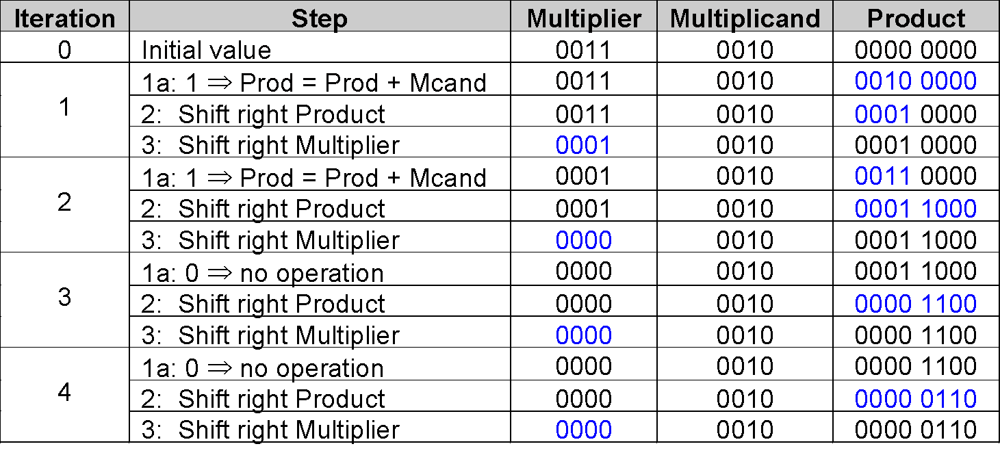 Iteration Step Multiplier Multiplicand Product
0 Initial value 0011 0010 0000 0000
1 1a: 1 ⇒ Prod = Prod + Mcand 0011 0010 0010 0000
2: Shift right Product 0011 0010 0001 0000
3: Shift right Multiplier 0001 0010 0001 0000
2 1a: 1 ⇒ Prod = Prod + Mcand 0001 0010 0011 0000
2: Shift right Product 0001 0010 0001 1000
3: Shift right Multiplier 0000 0010 0001 1000
3 1a: 0 ⇒ no operation 0000 0010 0001 1000
2: Shift right Product 0000 0010 0000 1100
3: Shift right Multiplier 0000 0010 0000 1100
4 1a: 0 ⇒ no operation 0000 0010 0000 1100
2: Shift right Product 0000 0010 0000 0110
3: Shift right Multiplier 0000 0010 0000 0110